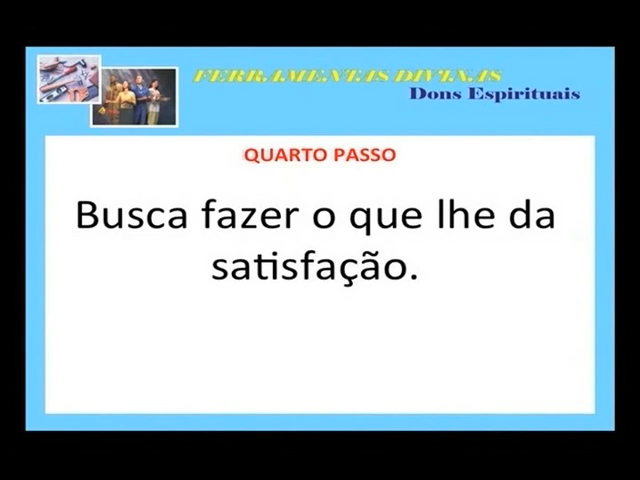 FERRAMENTAS DIVINAS
Dons Espirituais
QUARTO PASSO
Busca fazer o que lhe da
satisfação.